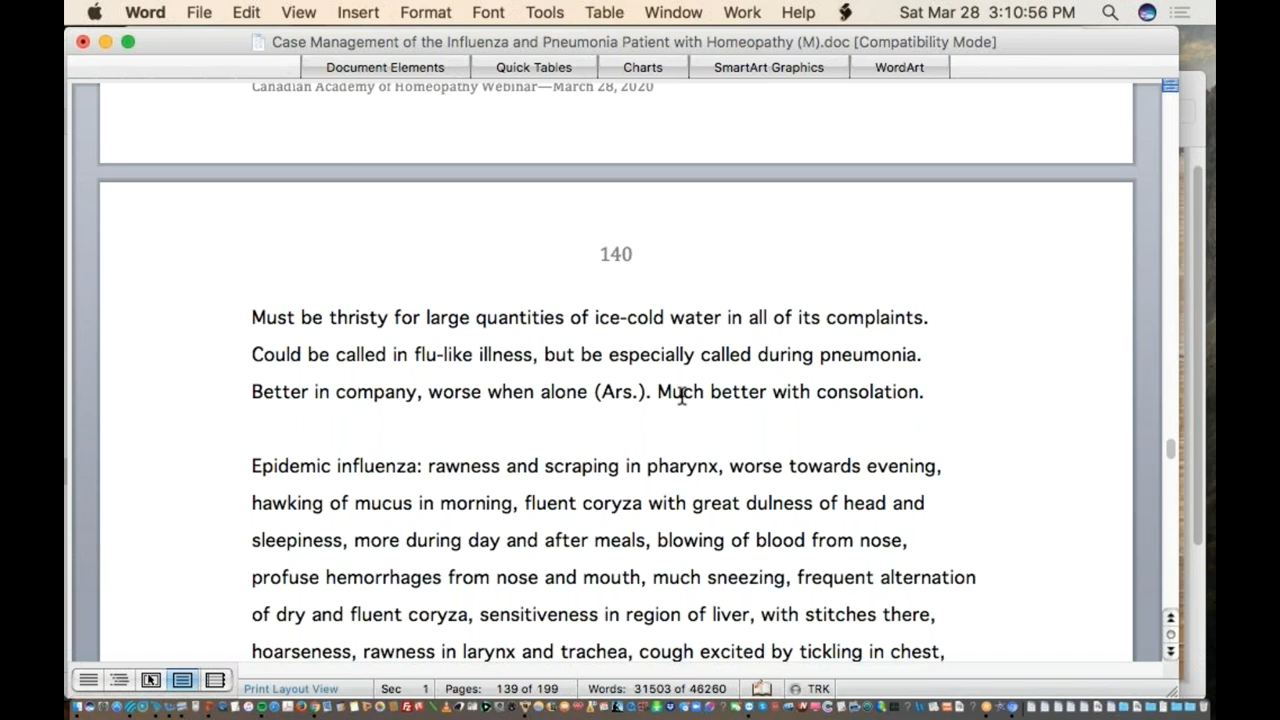 Word File Edit View Insert Format Font Tools Table Window Work Help Sat Mar 28 3:10:56 PM
Case Management of the Influenza and Pneumonia Patient with Homeopathy (M).doc [Compatibility Mode]
Document Elements Quick Tables Charts SmartArt Graphics WordArt
Canadian Academy of Homeopathy Webinar—March 28, 2020
140
Must be thristy for large quantities of ice-cold water in all of its complaints.
Could be called in flu-like illness, but be especially called during pneumonia.
Better in company, worse when alone (Ars.). Much better with consolation.
Epidemic influenza: rawness and scraping in pharynx, worse towards evening,
hawking of mucus in morning, fluent coryza with great dulness of head and
sleepiness, more during day and after meals, blowing of blood from nose,
profuse hemorrhages from nose and mouth, much sneezing, frequent alternation
of dry and fluent coryza, sensitiveness in region of liver, with stitches there,
hoarseness, rawness in larynx and trachea, cough excited by tickling in chest,
Print Layout View Sec 1 Pages: 139 of 199 Words: 31503 of 46260 TRK